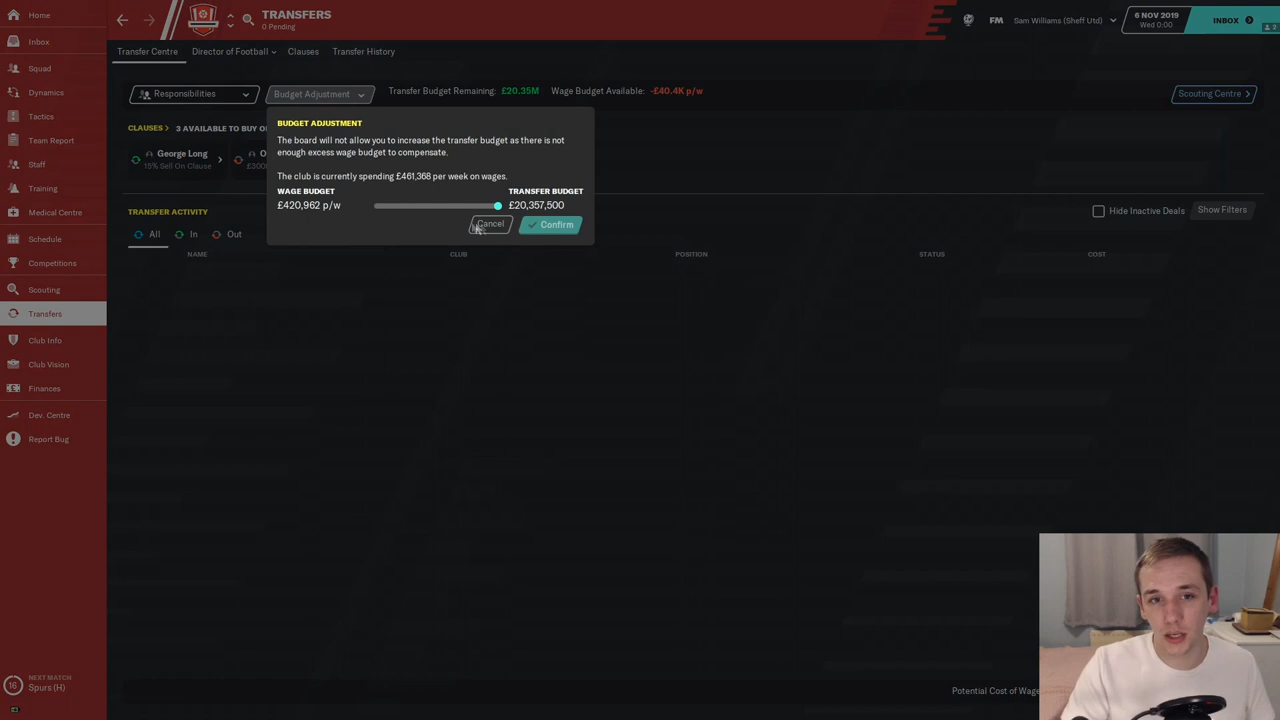 Home
Inbox
Squad
Dynamics
Tactics
Team Report
Staff
Training
Medical Centre
Schedule
Competitions
Scouting
Transfers
Club Info
Club Vision
Finances
Dev. Centre
Report Bug
16
NEXT MATCH
Spurs (H)
TRANSFERS
0 Pending
FM
Sam Williams (Sheff Utd)
6 NOV 2019
Wed 0:00
INBOX
Transfer Centre
Director of Football
Clauses
Transfer History
Responsibilities
Budget Adjustment
Transfer Budget Remaining: £20.35M
Wage Budget Available: -£40.4K p/w
Scouting Centre
CLAUSES > 3 AVAILABLE TO BUY
George Long
15% Sell On Clause
BUDGET ADJUSTMENT
The board will not allow you to increase the transfer budget as there is not
enough excess wage budget to compensate.
The club is currently spending £461,368 per week on wages.
WAGE BUDGET
£420,962 p/w
TRANSFER BUDGET
£20,357,500
Cancel
Confirm
TRANSFER ACTIVITY
Hide Inactive Deals
Show Filters
All
In
Out
NAME
CLUB
POSITION
STATUS
COST
Potential Cost of